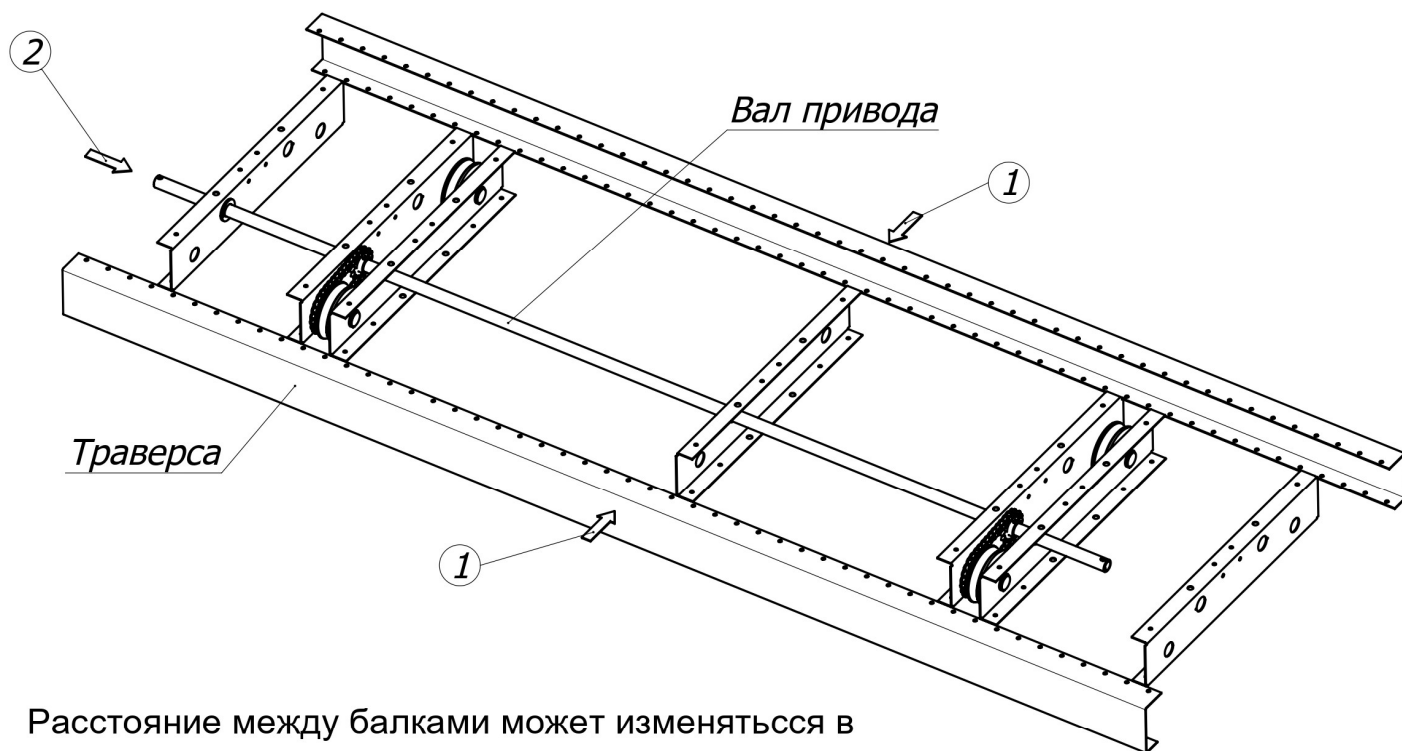 2
Вал привода
1
Траверса
1
Расстояние между балками может изменятьсся в